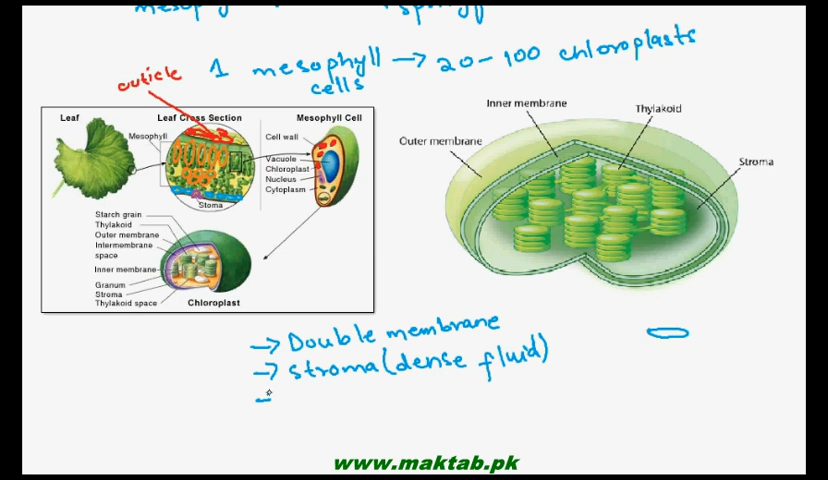 1 mesophyll → 20-100 chloroplasts
cells
cuticle
Leaf
Leaf Cross Section
Mesophyll Cell
Mesophyll
Stoma
Cell wall
Vacuole
Chloroplast
Nucleus
Cytoplasm
Starch grain
Thylakoid
Outer membrane
Intermembrane
space
Inner membrane
Granum
Stroma
Thylakoid space
Chloroplast
Inner membrane
Thylakoid
Outer membrane
Stroma
→ Double membrane
→ Stroma (dense fluid)
www.maktab.pk